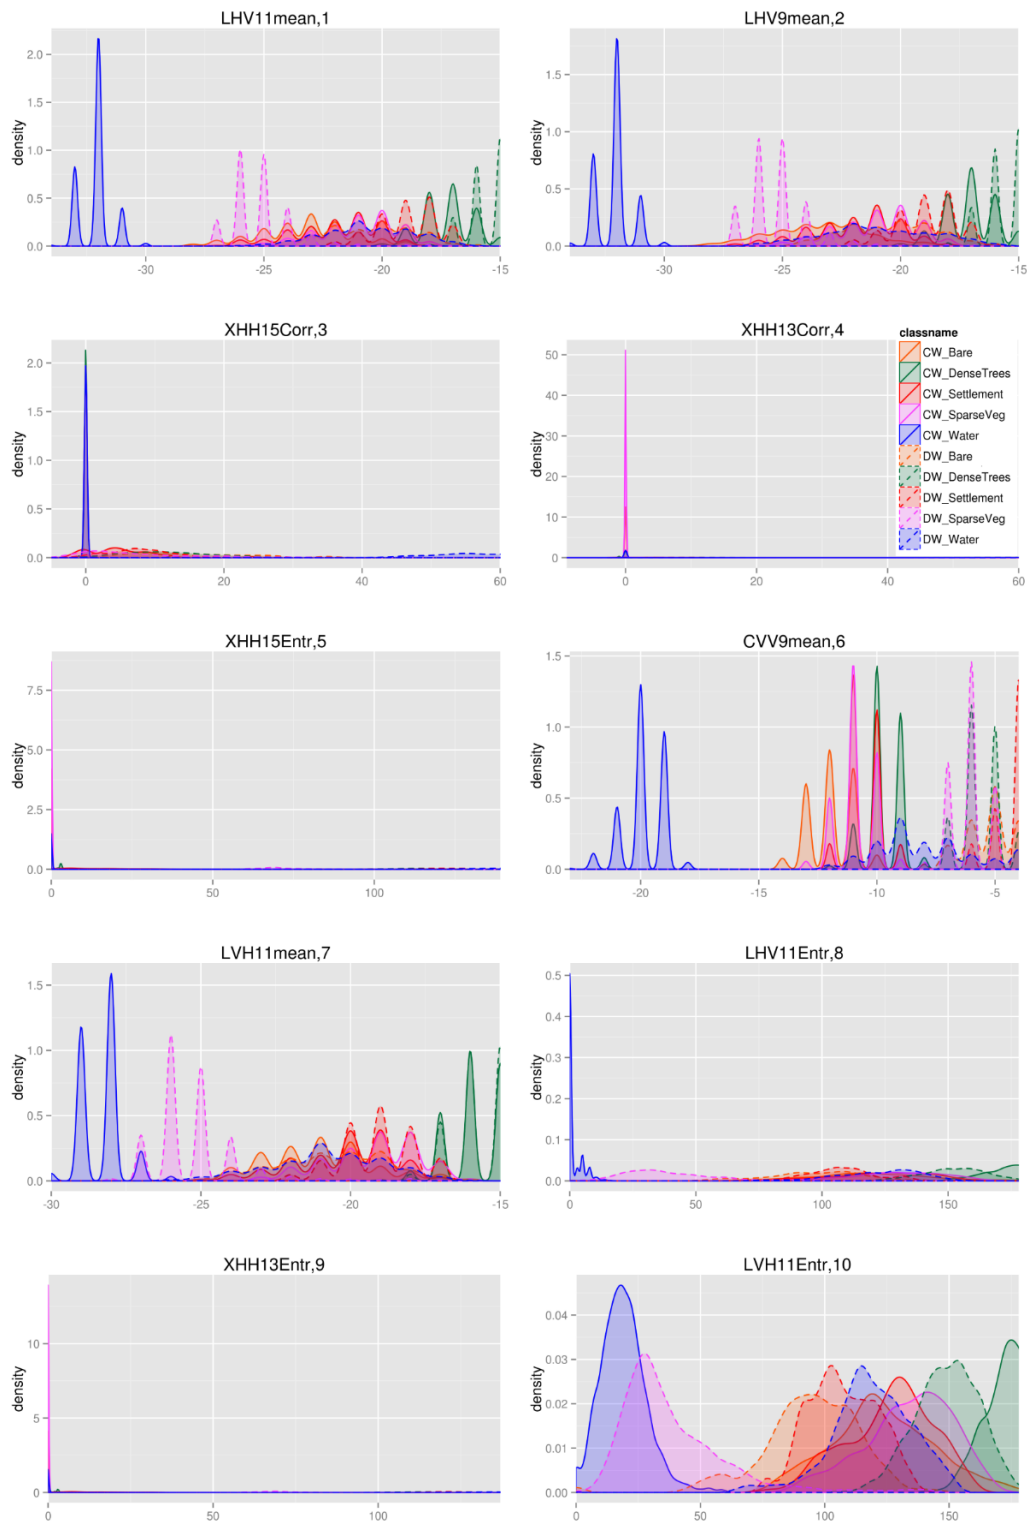 LHV11mean,1
density
2.0
1.5
1.0
0.5
0.0
-30 -25 -20 -15
LHV9mean,2
density
1.5
1.0
0.5
0.0
-30 -25 -20 -15
XHH15Corr,3
density
2.0
1.5
1.0
0.5
0.0
0 20 40 60
XHH13Corr,4
density
50
40
30
20
10
0
0 20 40 60
classname
CW_Bare
CW_DenseTrees
CW_Settlement
CW_SparseVeg
CW_Water
DW_Bare
DW_DenseTrees
DW_Settlement
DW_SparseVeg
DW_Water
XHH15Entr,5
density
7.5
5.0
2.5
0.0
0 50 100
CVV9mean,6
density
1.5
1.0
0.5
0.0
-20 -15 -10 -5
LVH11mean,7
density
1.5
1.0
0.5
0.0
-30 -25 -20 -15
LHV11Entr,8
density
0.5
0.4
0.3
0.2
0.1
0.0
0 50 100 150
XHH13Entr,9
density
10
5
0
0 50 100
LVH11Entr,10
density
0.04
0.03
0.02
0.01
0.00
0 50 100 150